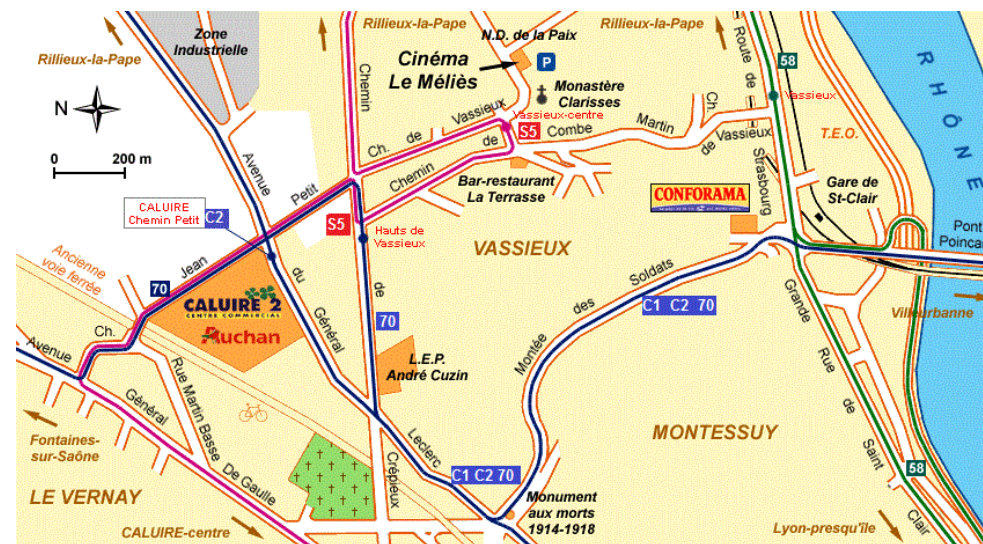 Rillieux-la-Pape
Zone
Industrielle
Rillieux-la-Pape
N.D. de la Paix
Rillieux-la-Pape
Cinéma
Le Méliès
P
Monastère
Clarisses
Route de
58
RHÔNE
N
0 200 m
Chemin
Ch. de Vassieux
Vassieux-centre
S5
Combe Martin
Ch. de Vassieux
Vassieux
T.E.O.
Avenue
Petit
Chemin de
Bar-restaurant
La Terrasse
CONFORAMA
Strasbourg
Gare de
St-Clair
Pont
Poincaré
CALUIRE
Chemin Petit
C2
S5
Hauts de
Vassieux
VASSIEUX
Ancienne
voie ferrée
Jean
70
du
de
70
CALUIRE 2
CENTRE COMMERCIAL
Auchan
Général
L.E.P.
André Cuzin
Montée des Soldats
C1 C2 70
Grande Rue de Saint Clair
Villeurbanne
Avenue
Ch.
Rue Martin Basse
Général
De Gaulle
Fontaines-
sur-Saône
LE VERNAY
Leclerc
Crépieux
C1 C2 70
MONTESSUY
58
Monument
aux morts
1914-1918
CALUIRE-centre
Lyon-presqu'île